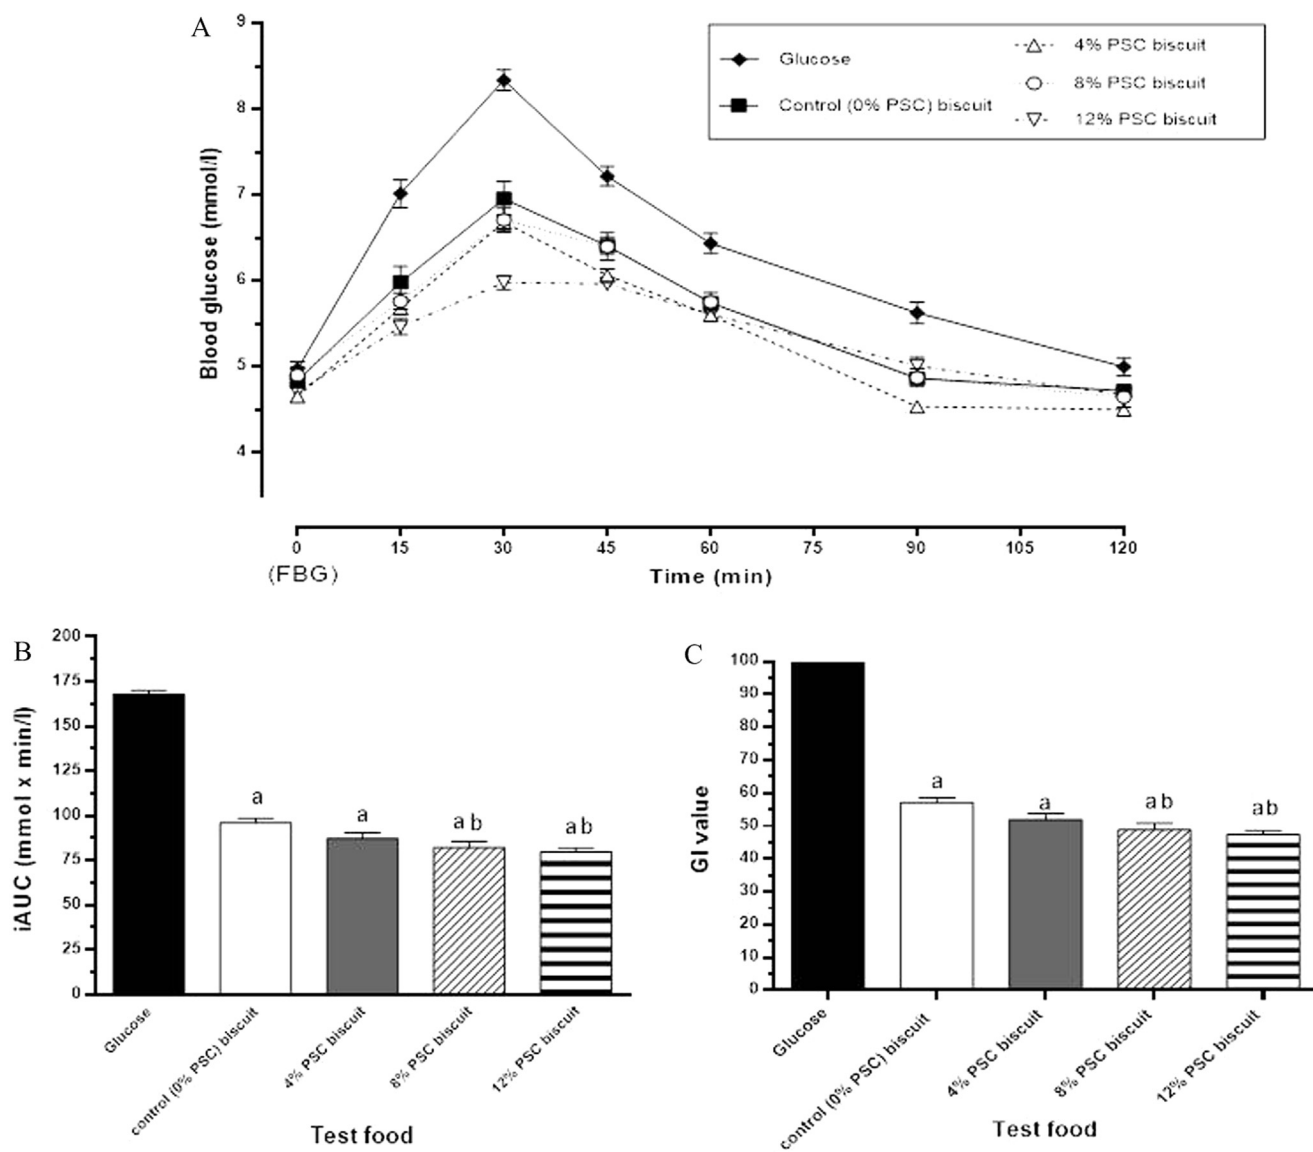 A
9
8
7
6
5
4
Blood glucose (mmol/l)
Glucose
Control (0% PSC) biscuit
4% PSC biscuit
8% PSC biscuit
12% PSC biscuit
0 15 30 45 60 75 90 105 120
(FBG)
Time (min)
B
200
175
150
125
100
75
50
25
0
iAUC (mmol x min/l)
a
a
ab
ab
Glucose
control (0% PSC) biscuit
4% PSC biscuit
8% PSC biscuit
12% PSC biscuit
Test food
C
100
90
80
70
60
50
40
30
20
10
0
GI value
a
a
ab
ab
Glucose
control (0% PSC) biscuit
4% PSC biscuit
8% PSC biscuit
12% PSC biscuit
Test food